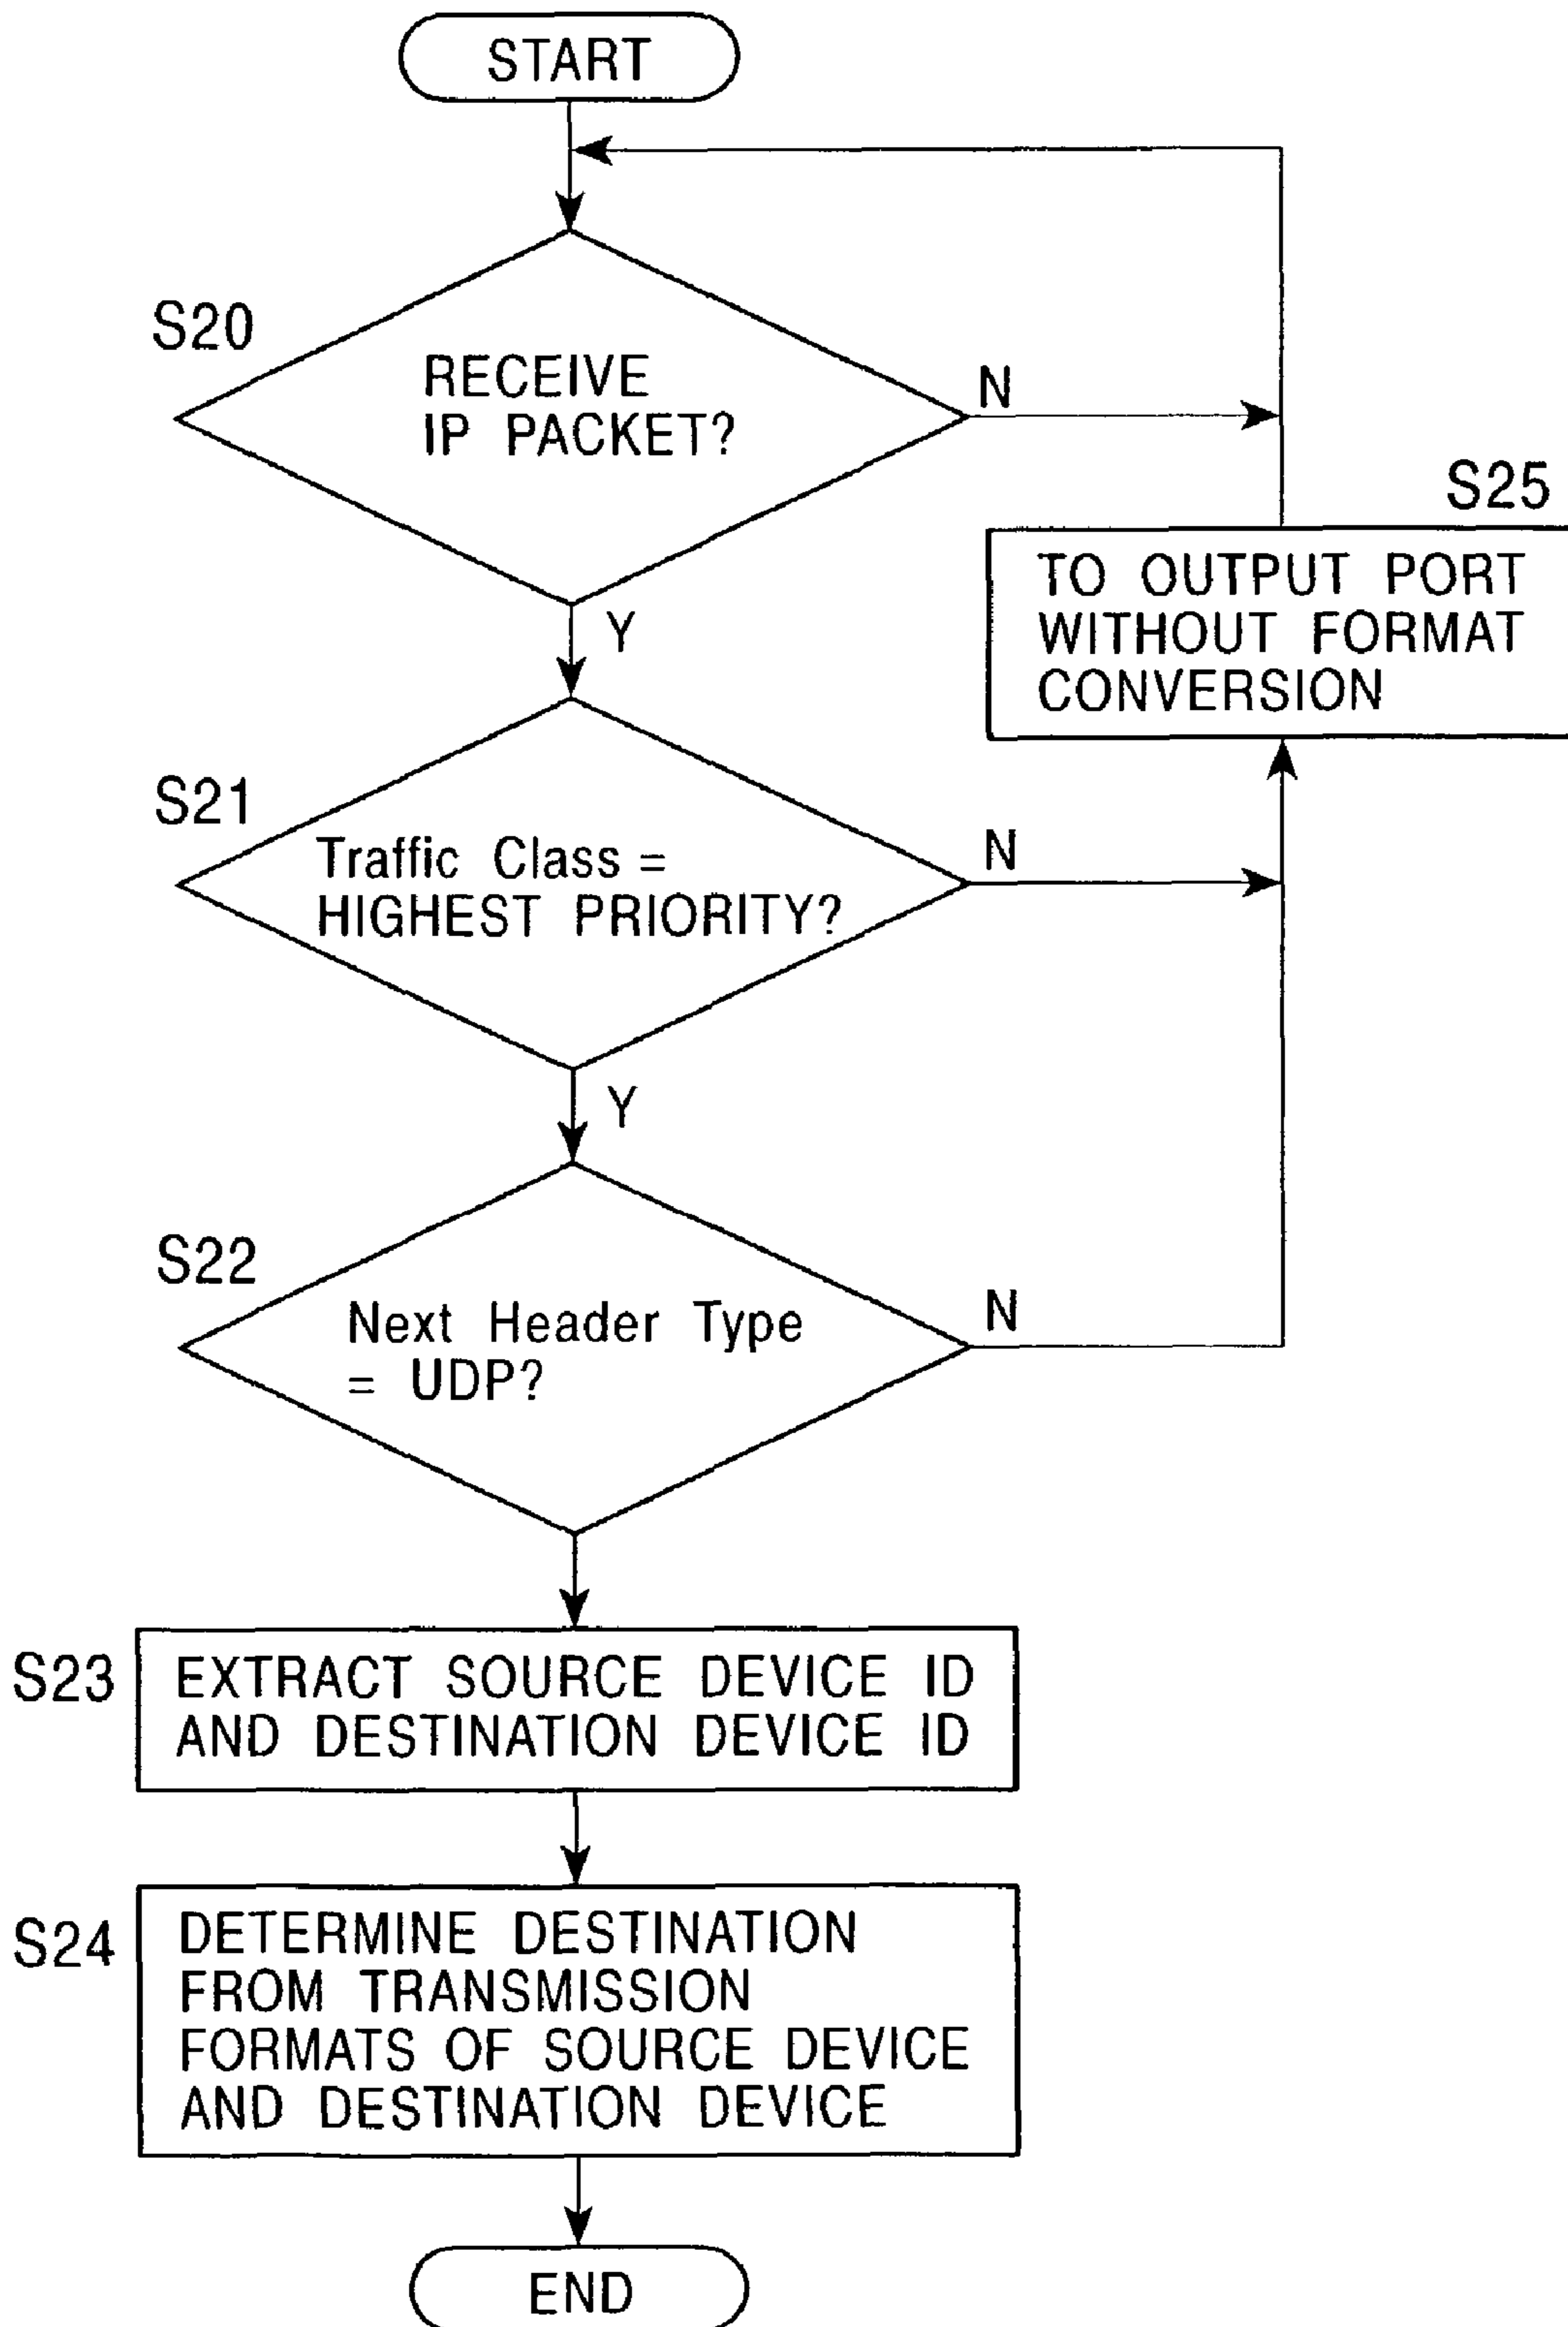 START
S20
RECEIVE
IP PACKET?
N
Y
S25
TO OUTPUT PORT
WITHOUT FORMAT
CONVERSION
S21
Traffic Class =
HIGHEST PRIORITY?
N
Y
S22
Next Header Type
= UDP?
N
S23
EXTRACT SOURCE DEVICE ID
AND DESTINATION DEVICE ID
S24
DETERMINE DESTINATION
FROM TRANSMISSION
FORMATS OF SOURCE DEVICE
AND DESTINATION DEVICE
END